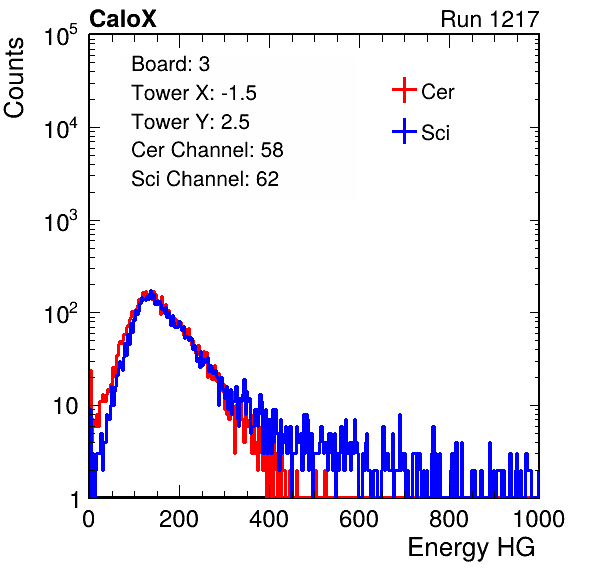 CaloX Run 1217
Counts
Board: 3
Tower X: -1.5
Tower Y: 2.5
Cer Channel: 58
Sci Channel: 62
Cer
Sci
10^5
10^4
10^3
10^2
10
1
0 200 400 600 800 1000
Energy HG